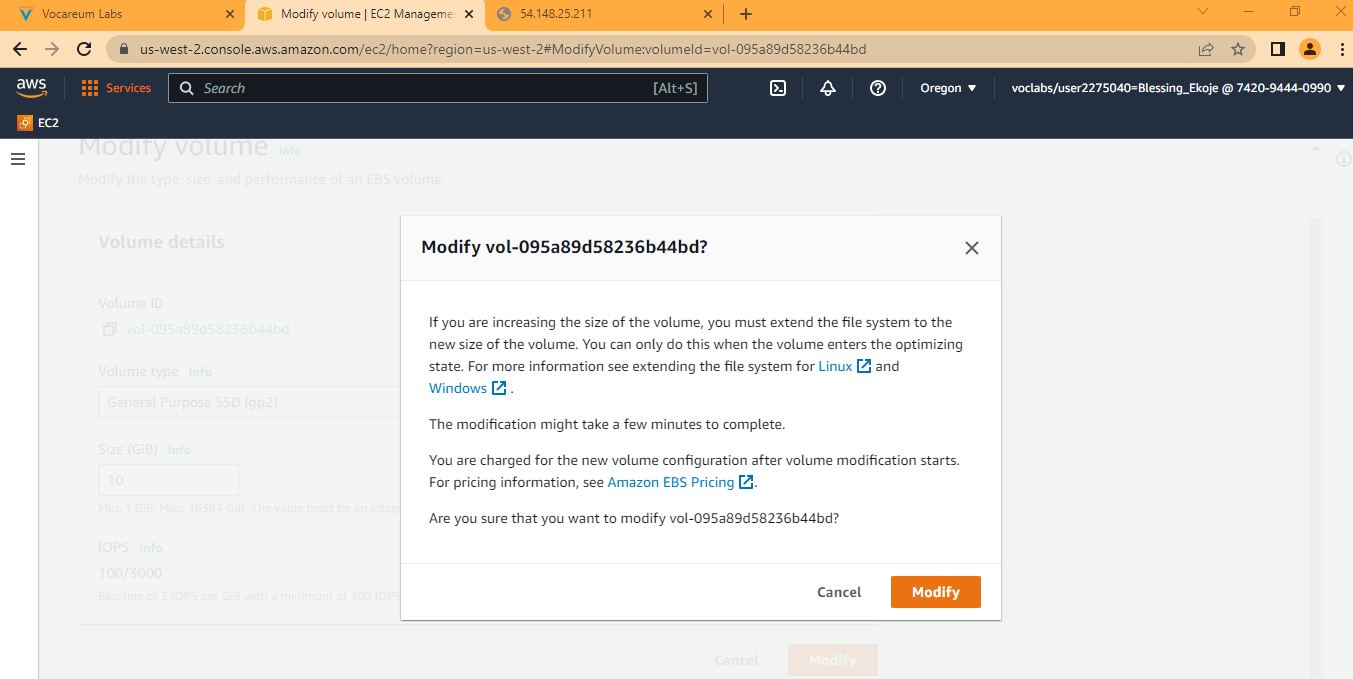 Vocareum Labs
Modify volume | EC2 Manageme
54.148.25.211
us-west-2.console.aws.amazon.com/ec2/home?region=us-west-2#ModifyVolume:volumeId=vol-095a89d58236b44bd
aws
Services
Search
[Alt+S]
Oregon
voclabs/user2275040=Blessing_Ekoje @ 7420-9444-0990
EC2
Modify volume Info
Modify the type, size, and performance of an EBS volume.
Volume details
Volume ID
vol-095a89d58236b44bd
Volume type Info
General Purpose SSD (gp2)
Size (GiB) Info
10
Min: 1 GiB, Max: 16384 GiB. The value must be an
IOPS Info
100/3000
Baseline of 3 IOPS per GiB with a minimum of 100 IOPS
Cancel
Modify
Modify vol-095a89d58236b44bd?
If you are increasing the size of the volume, you must extend the file system to the
new size of the volume. You can only do this when the volume enters the optimizing
state. For more information see extending the file system for Linux and
Windows .
The modification might take a few minutes to complete.
You are charged for the new volume configuration after volume modification starts.
For pricing information, see Amazon EBS Pricing.
Are you sure that you want to modify vol-095a89d58236b44bd?
Cancel
Modify